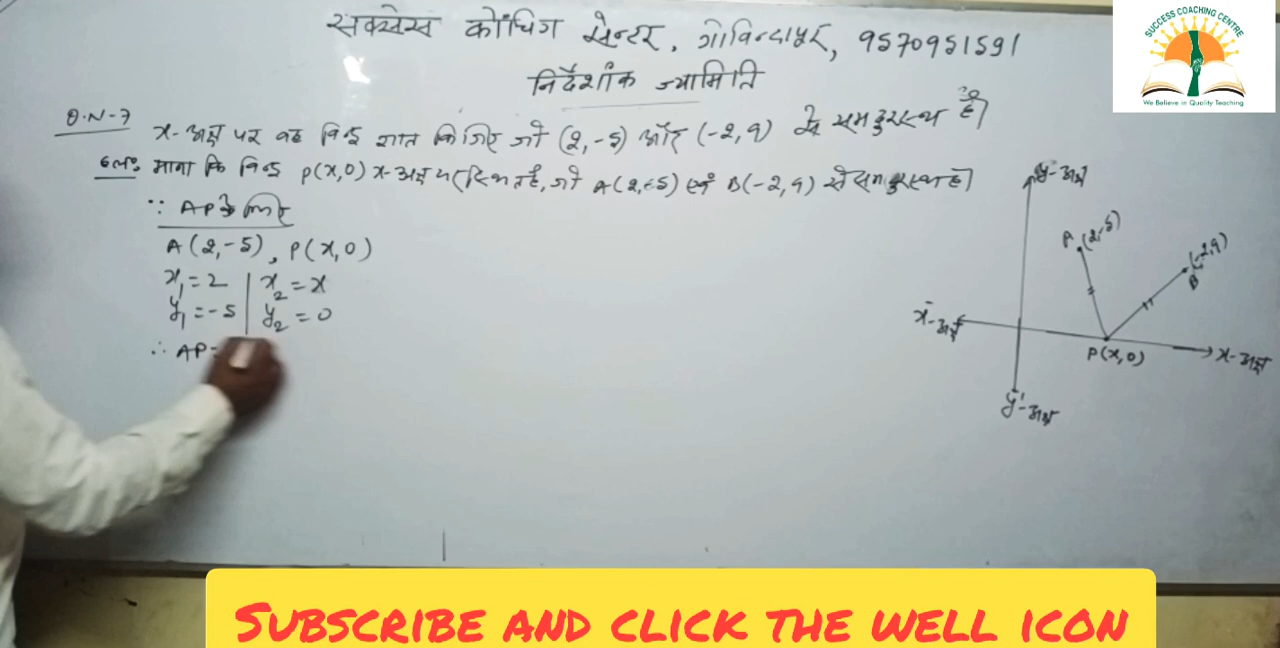 सक्सेस कोचिंग सेन्टर, गोविन्दापुर, 9570951591
निर्देशांक ज्यामिति
Q.N-7 x-अक्ष पर वह बिन्दु ज्ञात किजिए जो (2,-5) और (-2,9) से समदुरस्थ है।
माना कि बिन्दु P(x,0) x-अक्ष पर स्थित है, जो A(2,-5) एवं B(-2,9) से समदुरस्थ है।
∵ AP के लिए
A(2,-5), P(x,0)
x₁=2 | x₂=x
y₁=-5 | y₂=0
∴ AP=
y-अक्ष
A (2,-5)
(-2,9)
B
x'-अक्ष
P(x,0)
x-अक्ष
y'-अक्ष
SUCCESS COACHING CENTRE
We Believe in Quality Teaching
SUBSCRIBE AND CLICK THE WELL ICON